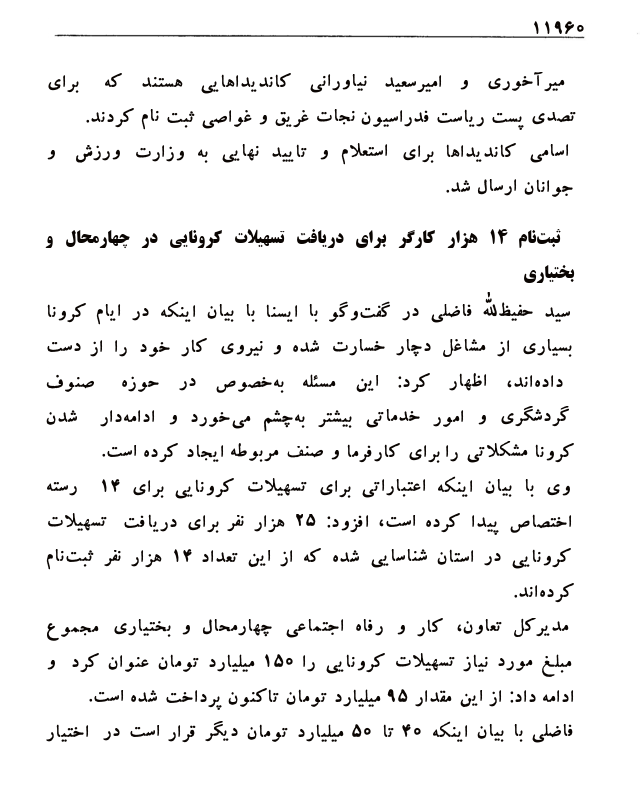 ۱۱۹۶۰
میرآخوری و امیرسعید نیاورانی کاندیداهایی هستند که برای
تصدی پست ریاست فدراسیون نجات غریق و غواصی ثبت نام کردند.
اسامی کاندیداها برای استعلام و تایید نهایی به وزارت ورزش و
جوانان ارسال شد.
ثبت‌نام ۱۴ هزار کارگر برای دریافت تسهیلات کرونایی در چهارمحال و
بختیاری
سید حفیظ‌لله فاضلی در گفت‌وگو با ایسنا با بیان اینکه در ایام کرونا
بسیاری از مشاغل دچار خسارت شده و نیروی کار خود را از دست
داده‌اند، اظهار کرد: این مسئله به‌خصوص در حوزه صنوف
گردشگری و امور خدماتی بیشتر به‌چشم می‌خورد و ادامه‌دار شدن
کرونا مشکلاتی را برای کارفرما و صنف مربوطه ایجاد کرده است.
وی با بیان اینکه اعتباراتی برای تسهیلات کرونایی برای ۱۴ رسته
اختصاص پیدا کرده است، افزود: ۲۵ هزار نفر برای دریافت تسهیلات
کرونایی در استان شناسایی شده که از این تعداد ۱۴ هزار نفر ثبت‌نام
کرده‌اند.
مدیرکل تعاون، کار و رفاه اجتماعی چهارمحال و بختیاری مجموع
مبلغ مورد نیاز تسهیلات کرونایی را ۱۵۰ میلیارد تومان عنوان کرد و
ادامه داد: از این مقدار ۹۵ میلیارد تومان تاکنون پرداخت شده است.
فاضلی با بیان اینکه ۴۰ تا ۵۰ میلیارد تومان دیگر قرار است در اختیار